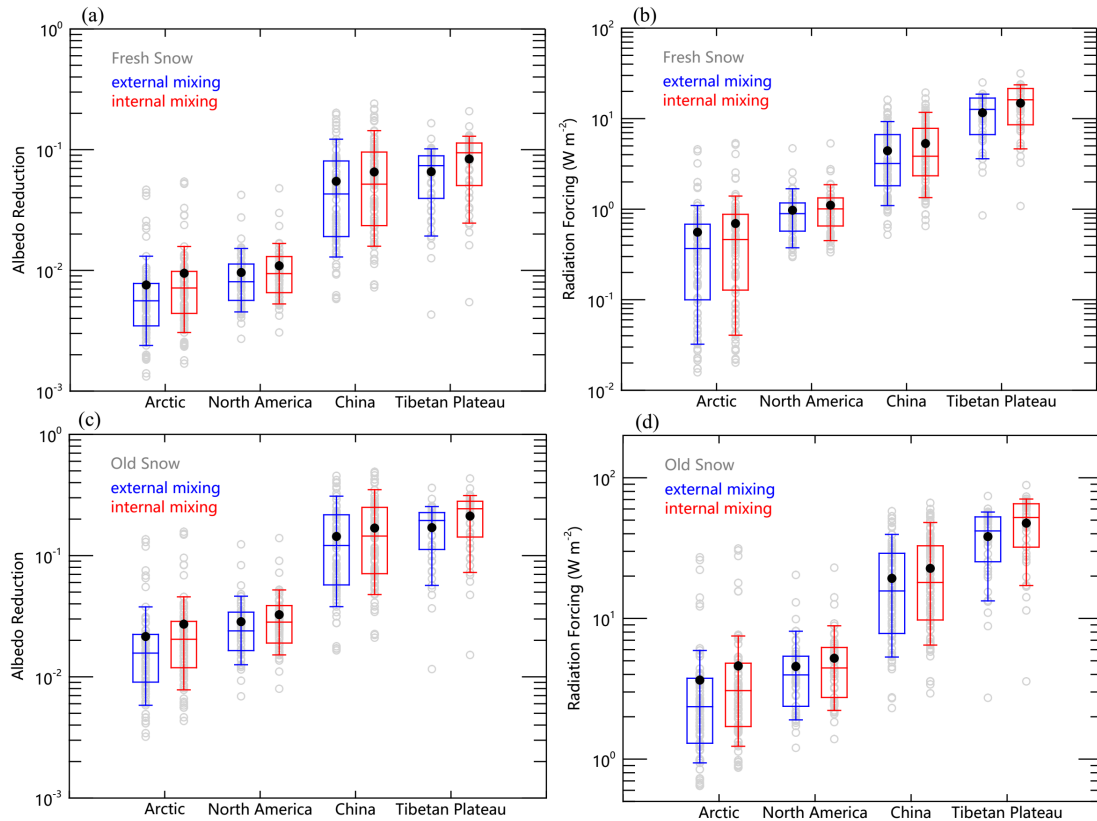 (a)
Fresh Snow
external mixing
internal mixing
Albedo Reduction
10^0
10^-1
10^-2
10^-3
Arctic North America China Tibetan Plateau
(b)
Fresh Snow
external mixing
internal mixing
Radiation Forcing (W m^-2)
10^2
10^1
10^0
10^-1
10^-2
Arctic North America China Tibetan Plateau
(c)
Old Snow
external mixing
internal mixing
Albedo Reduction
10^0
10^-1
10^-2
10^-3
Arctic North America China Tibetan Plateau
(d)
Old Snow
external mixing
internal mixing
Radiation Forcing (W m^-2)
10^2
10^1
10^0
Arctic North America China Tibetan Plateau